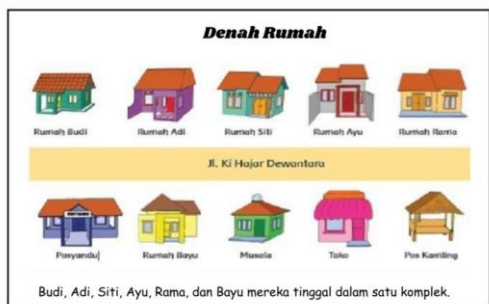 Denah Rumah
Rumah Budi Rumah Adi Rumah Siti Rumah Ayu Rumah Rama
Jl. Ki Hajar Dewantara
Posyandu Rumah Bayu Musola Toko Pos Kamling
Budi, Adi, Siti, Ayu, Rama, dan Bayu mereka tinggal dalam satu komplek.